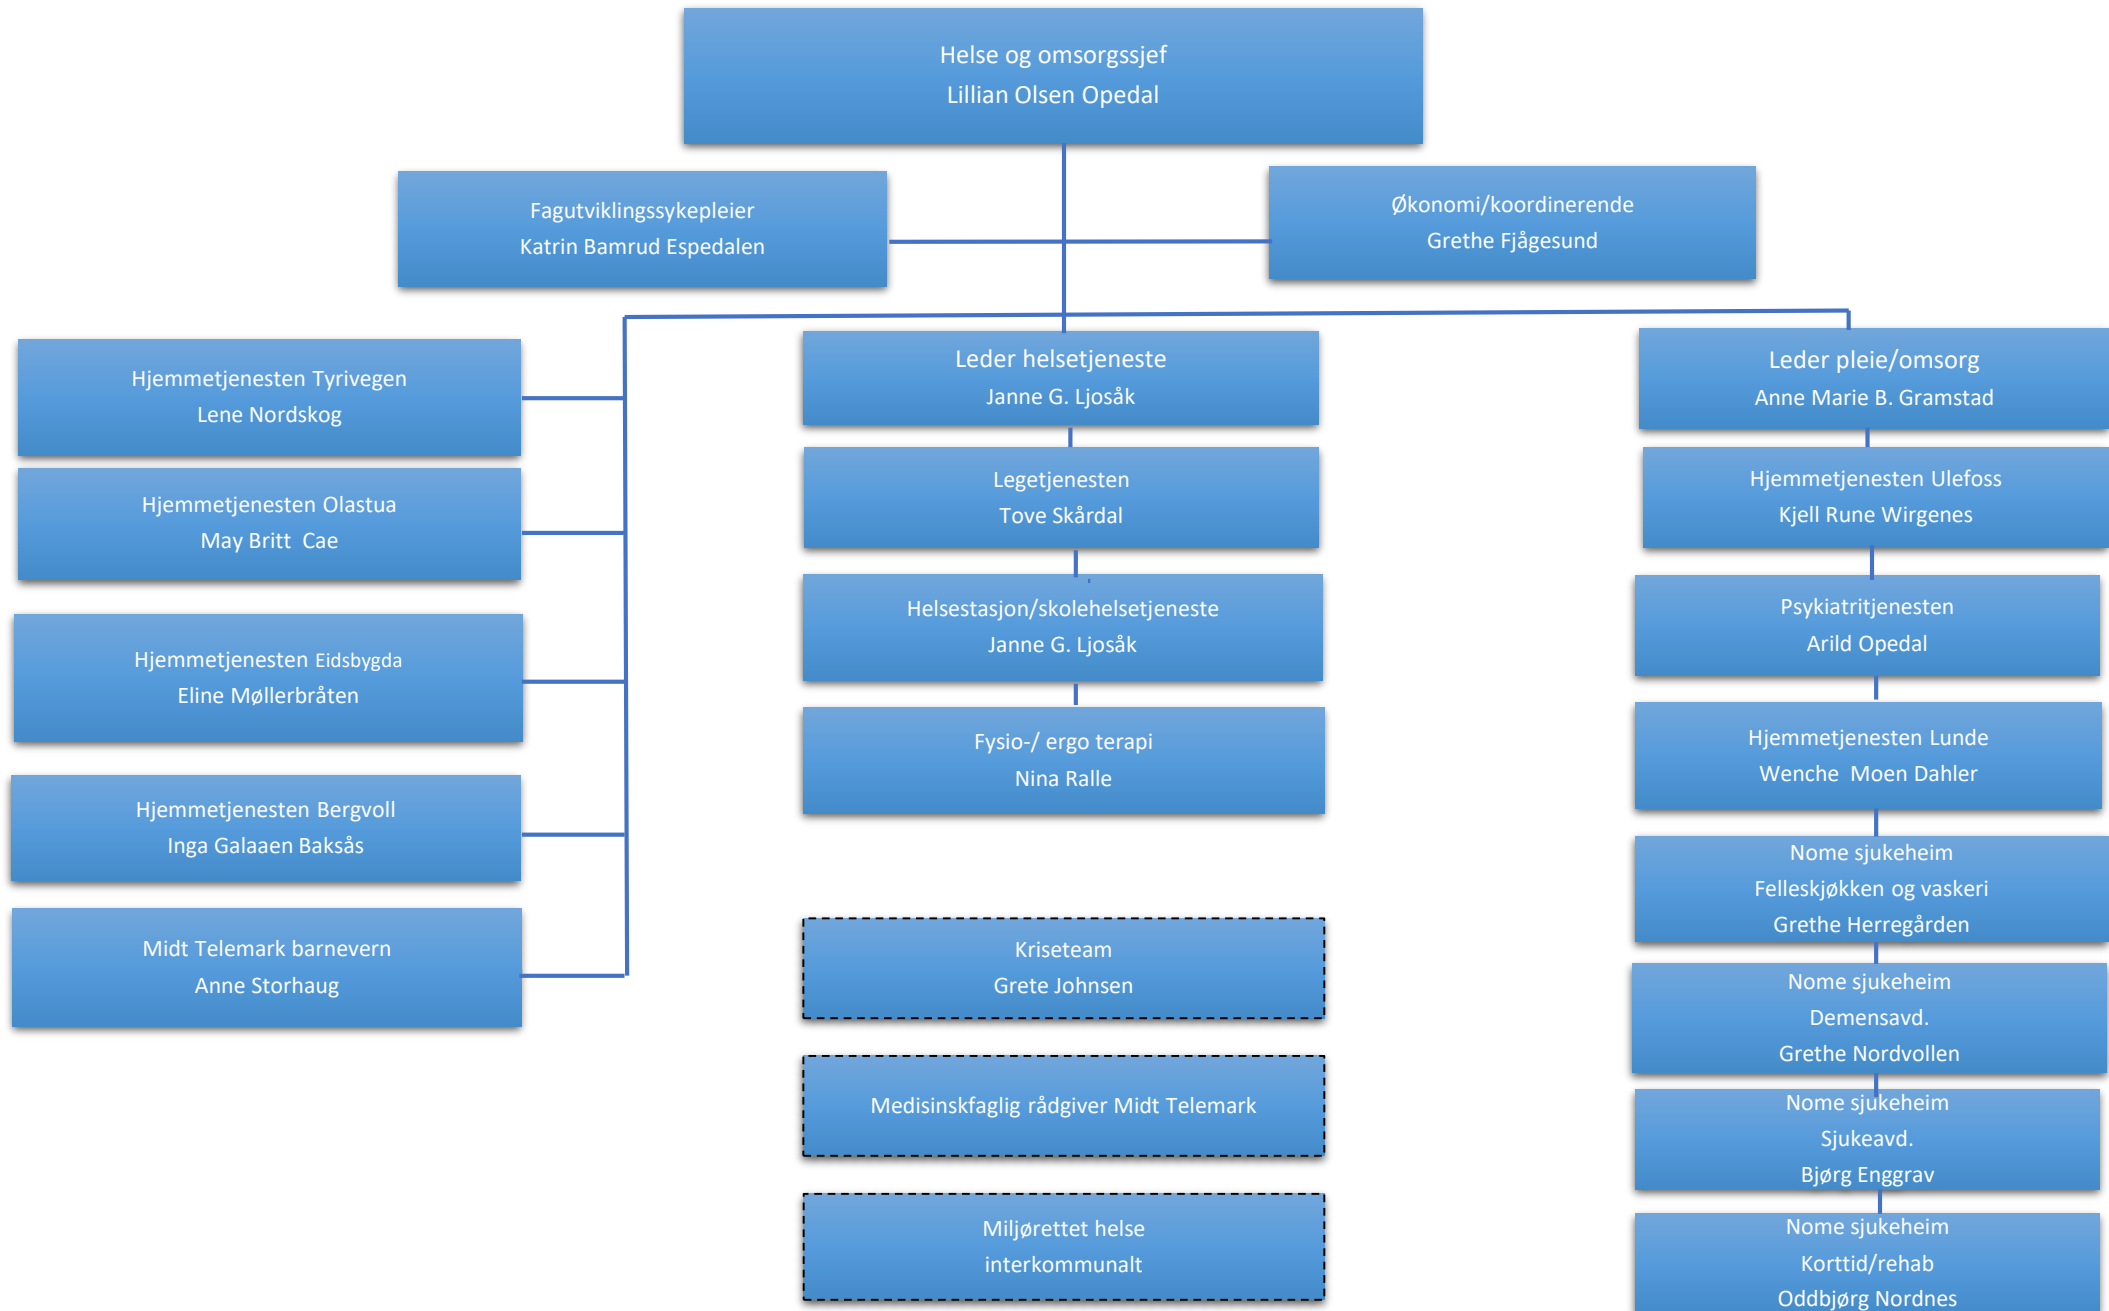 Helse og omsorgssjef
Lillian Olsen Opedal
Fagutviklingssykepleier
Katrin Bamrud Espedalen
Økonomi/koordinerende
Grethe Fjågesund
Hjemmetjenesten Tyrivegen
Lene Nordskog
Hjemmetjenesten Olastua
May Britt  Cae
Hjemmetjenesten Eidsbygda
Eline Møllerbråten
Hjemmetjenesten Bergvoll
Inga Galaaen Baksås
Midt Telemark barnevern
Anne Storhaug
Leder helsetjeneste
Janne G. Ljosåk
Legetjenesten
Tove Skårdal
Helsestasjon/skolehelsetjeneste
Janne G. Ljosåk
Fysio-/ ergo terapi
Nina Ralle
Kriseteam
Grete Johnsen
Medisinskfaglig rådgiver Midt Telemark
Miljørettet helse
interkommunalt
Leder pleie/omsorg
Anne Marie B. Gramstad
Hjemmetjenesten Ulefoss
Kjell Rune Wirgenes
Psykiatritjenesten
Arild Opedal
Hjemmetjenesten Lunde
Wenche  Moen Dahler
Nome sjukeheim
Felleskjøkken og vaskeri
Grethe Herregården
Nome sjukeheim
Demensavd.
Grethe Nordvollen
Nome sjukeheim
Sjukeavd.
Bjørg Enggrav
Nome sjukeheim
Korttid/rehab
Oddbjørg Nordnes